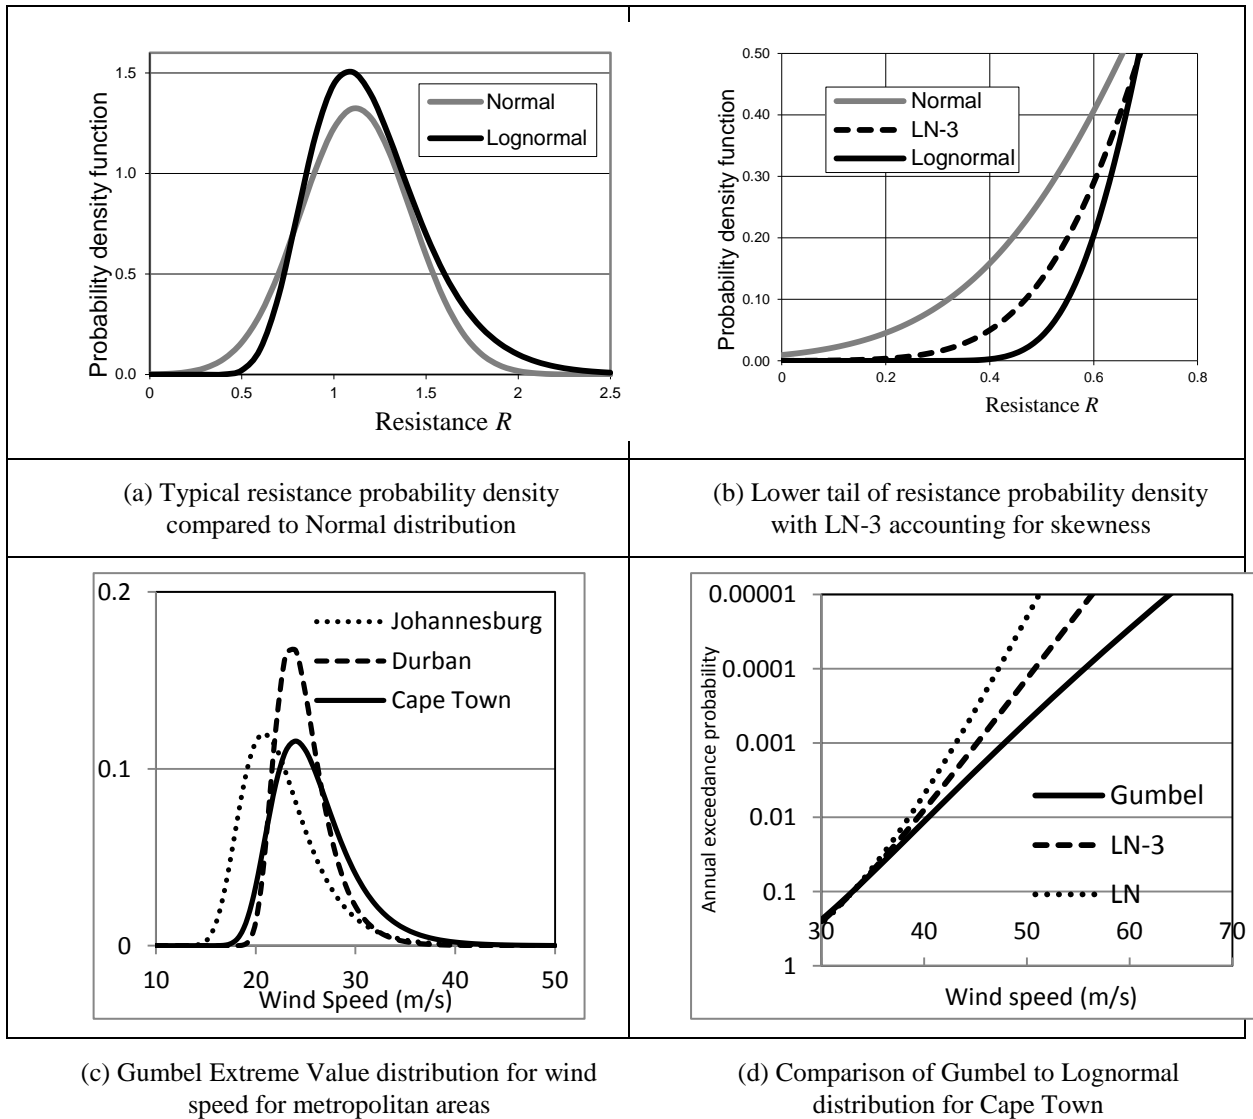 Probability density function
1.5
1.0
0.5
0.0
Normal
Lognormal
0
0.5
1
1.5
2
2.5
Resistance R
Probability density function
0.50
0.40
0.30
0.20
0.10
0.00
Normal
LN-3
Lognormal
0
0.2
0.4
0.6
0.8
Resistance R
(a) Typical resistance probability density
compared to Normal distribution
(b) Lower tail of resistance probability density
with LN-3 accounting for skewness
0.2
0.1
0
Johannesburg
Durban
Cape Town
10
20
30
40
50
Wind Speed (m/s)
Annual exceedance probability
0.00001
0.0001
0.001
0.01
0.1
1
Gumbel
LN-3
LN
30
40
50
60
70
Wind speed (m/s)
(c) Gumbel Extreme Value distribution for wind
speed for metropolitan areas
(d) Comparison of Gumbel to Lognormal
distribution for Cape Town